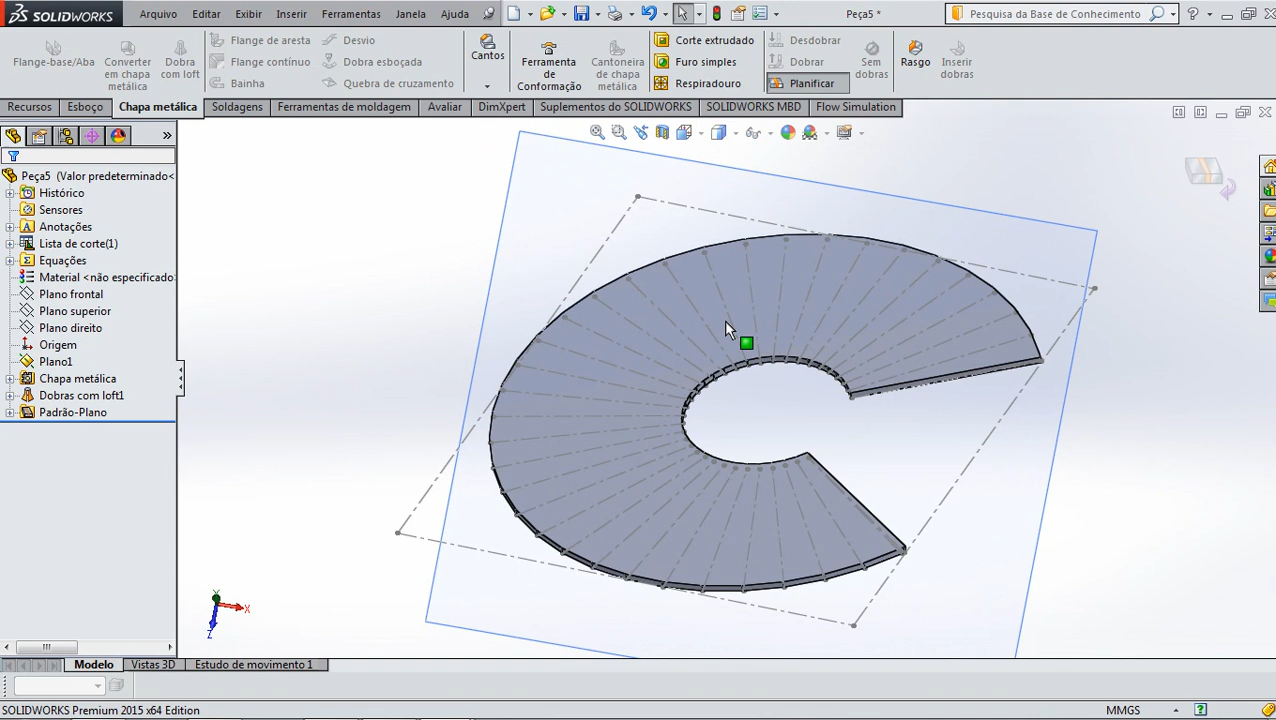 SOLIDWORKS
Arquivo Editar Exibir Inserir Ferramentas Janela Ajuda
Peça5 *
Pesquisa da Base de Conhecimento
Flange-base/Aba
Converter em chapa metálica
Dobra com loft
Flange de aresta
Flange contínuo
Bainha
Desvio
Dobra esboçada
Quebra de cruzamento
Cantos
Ferramenta de Conformação
Cantoneira de chapa metálica
Corte extrudado
Furo simples
Respiradouro
Desdobrar
Dobrar
Planificar
Sem dobras
Rasgo
Inserir dobras
Recursos Esboço Chapa metálica Soldagens Ferramentas de moldagem Avaliar DimXpert Suplementos do SOLIDWORKS SOLIDWORKS MBD Flow Simulation
Peça5 (Valor predeterminado<
Histórico
Sensores
Anotações
Lista de corte(1)
Equações
Material <não especificado>
Plano frontal
Plano superior
Plano direito
Origem
Plano1
Chapa metálica
Dobras com loft1
Padrão-Plano
Y
X
Z
Modelo Vistas 3D Estudo de movimento 1
SOLIDWORKS Premium 2015 x64 Edition
MMGS